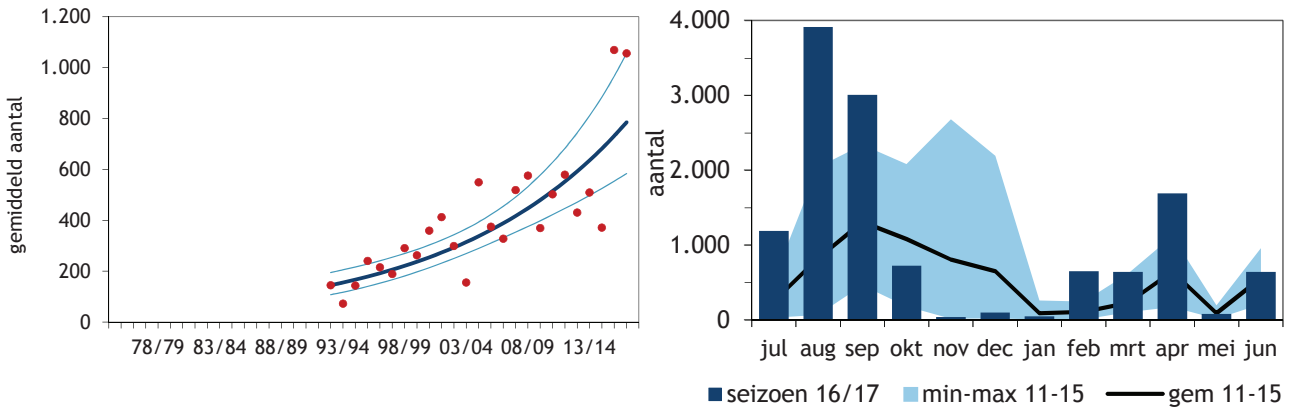 1.200
1.000
800
600
400
200
0
gemiddeld aantal
78/79 83/84 88/89 93/94 98/99 03/04 08/09 13/14
4.000
3.000
2.000
1.000
0
aantal
jul aug sep okt nov dec jan feb mrt apr mei jun
seizoen 16/17 min-max 11-15 gem 11-15